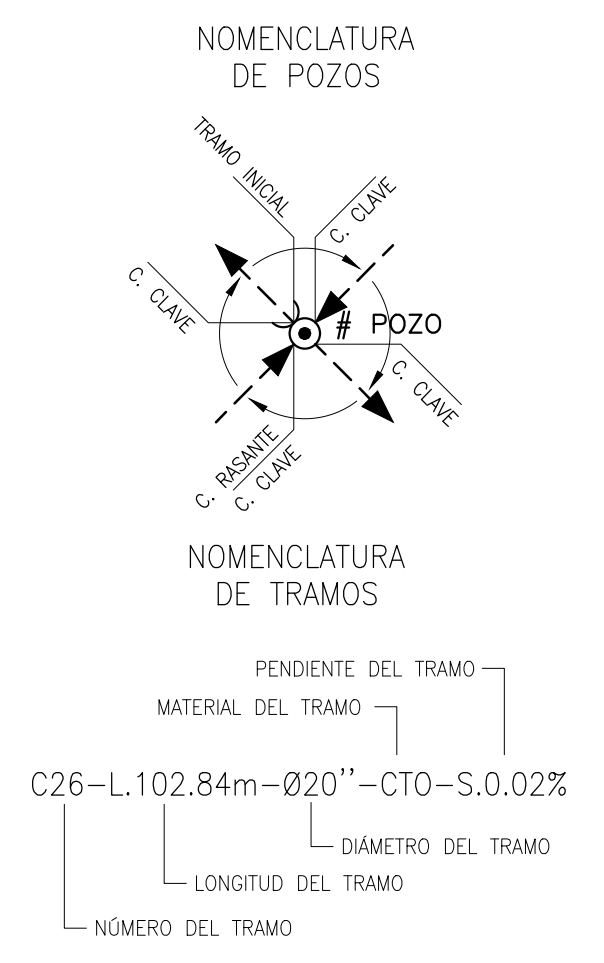 NOMENCLATURA
DE POZOS
TRAMO INICIAL
C. CLAVE
C. CLAVE
# POZO
C. CLAVE
C. RASANTE
C. CLAVE
NOMENCLATURA
DE TRAMOS
PENDIENTE DEL TRAMO
MATERIAL DEL TRAMO
C26-L.102.84m-Ø20''-CTO-S.0.02%
DIÁMETRO DEL TRAMO
LONGITUD DEL TRAMO
NÚMERO DEL TRAMO